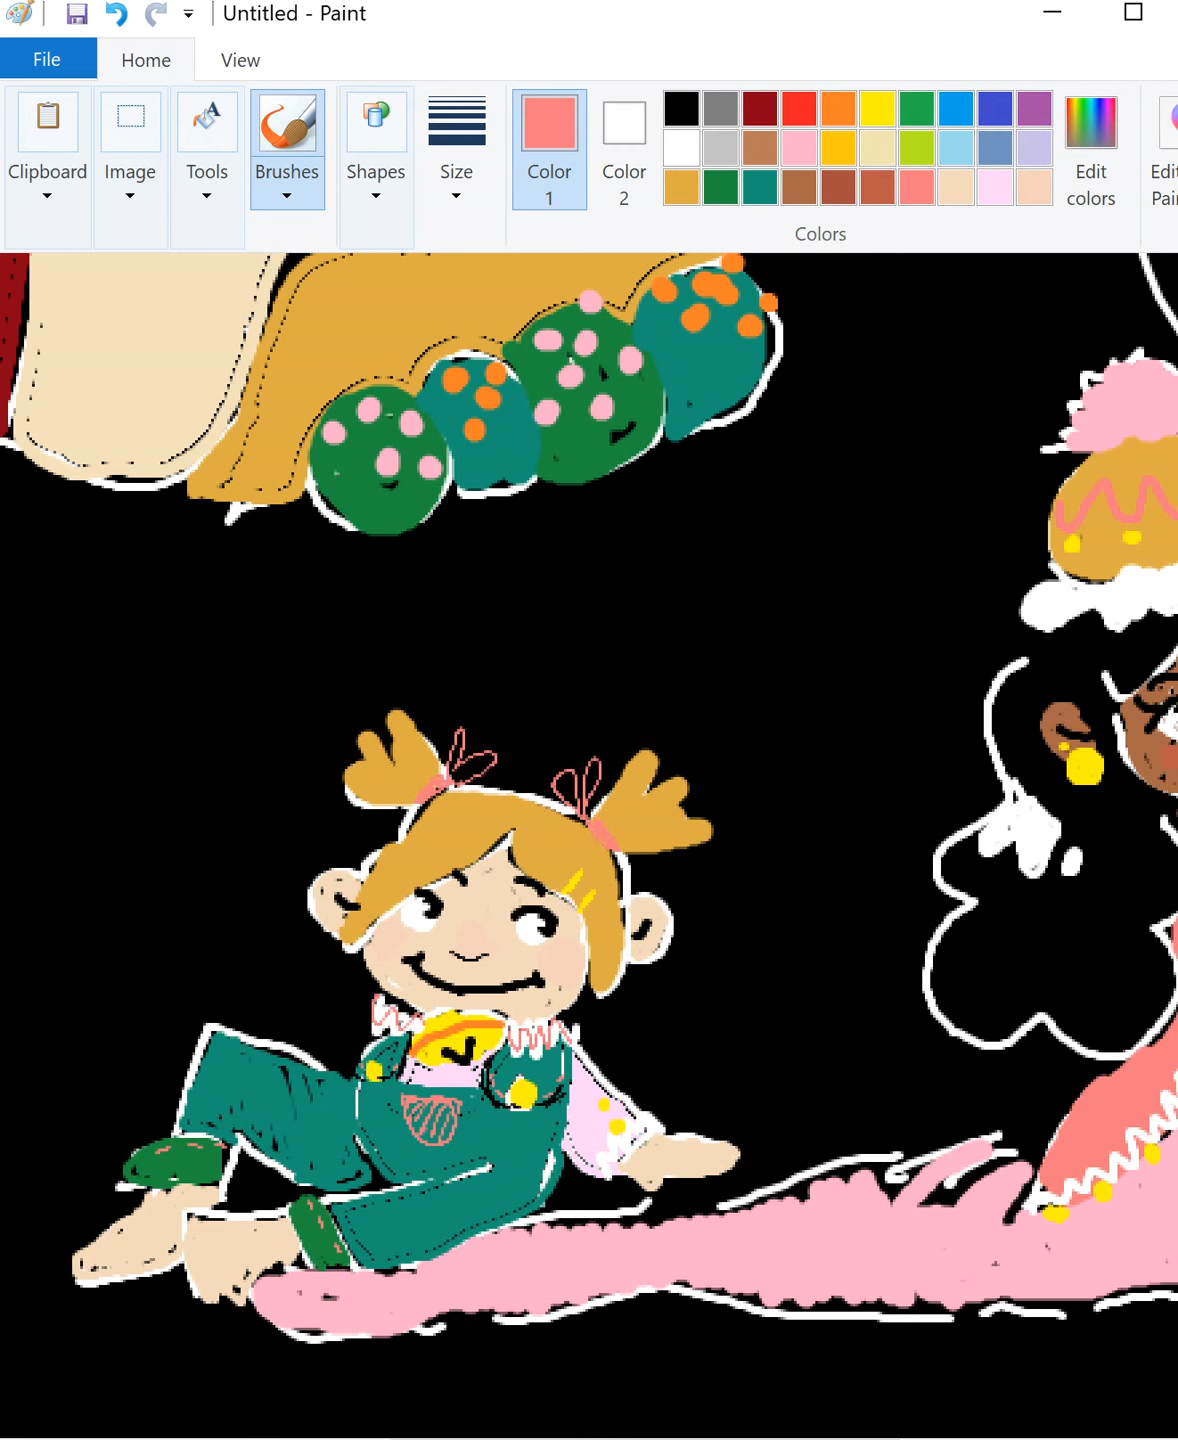 Untitled - Paint
File Home View
Clipboard Image Tools Brushes Shapes Size Color 1 Color 2 Edit colors
Colors